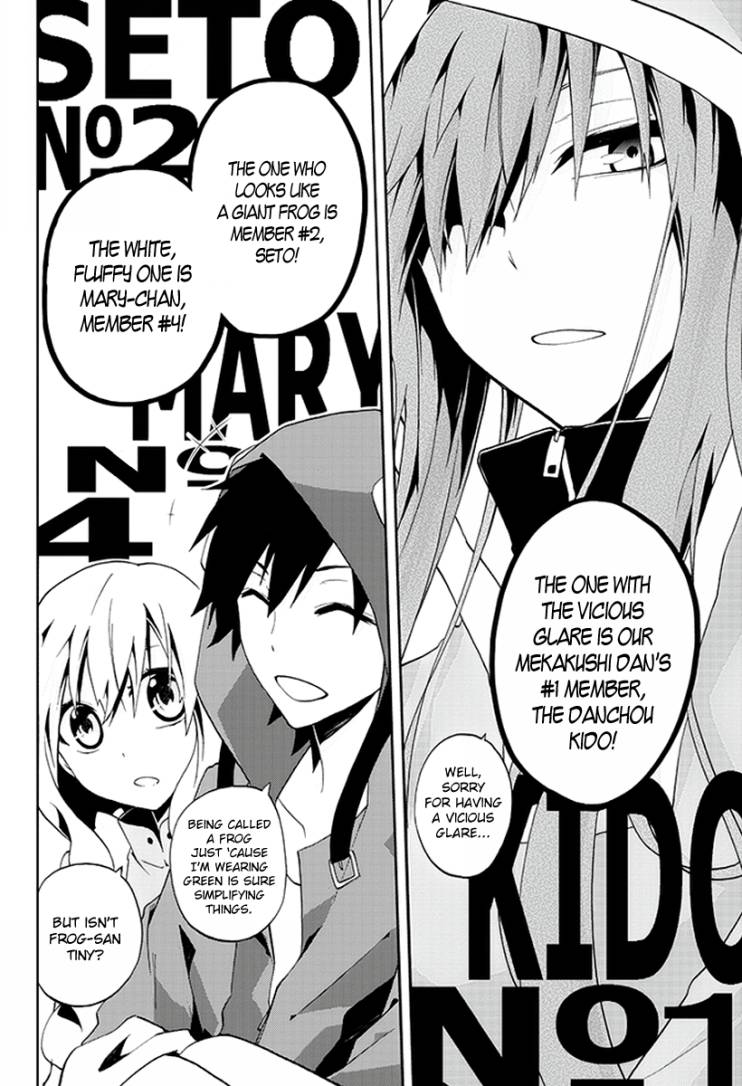 THE ONE WITH
THE VICIOUS
GLARE IS OUR
MEKAKUSHI DAN'S
#1 MEMBER,
THE DANCHOU
KIDO!
WELL,
SORRY
FOR HAVING
A VICIOUS
GLARE...
KIDO
Nº1
SETO
Nº2
THE ONE WHO
LOOKS LIKE
A GIANT FROG IS
MEMBER #2,
SETO!
THE WHITE,
FLUFFY ONE IS
MARY-CHAN,
MEMBER #4!
MARY
Nº
4
BEING CALLED
A FROG
JUST 'CAUSE
I'M WEARING
GREEN IS SURE
SIMPLIFYING
THINGS.
BUT ISN'T
FROG-SAN
TINY?